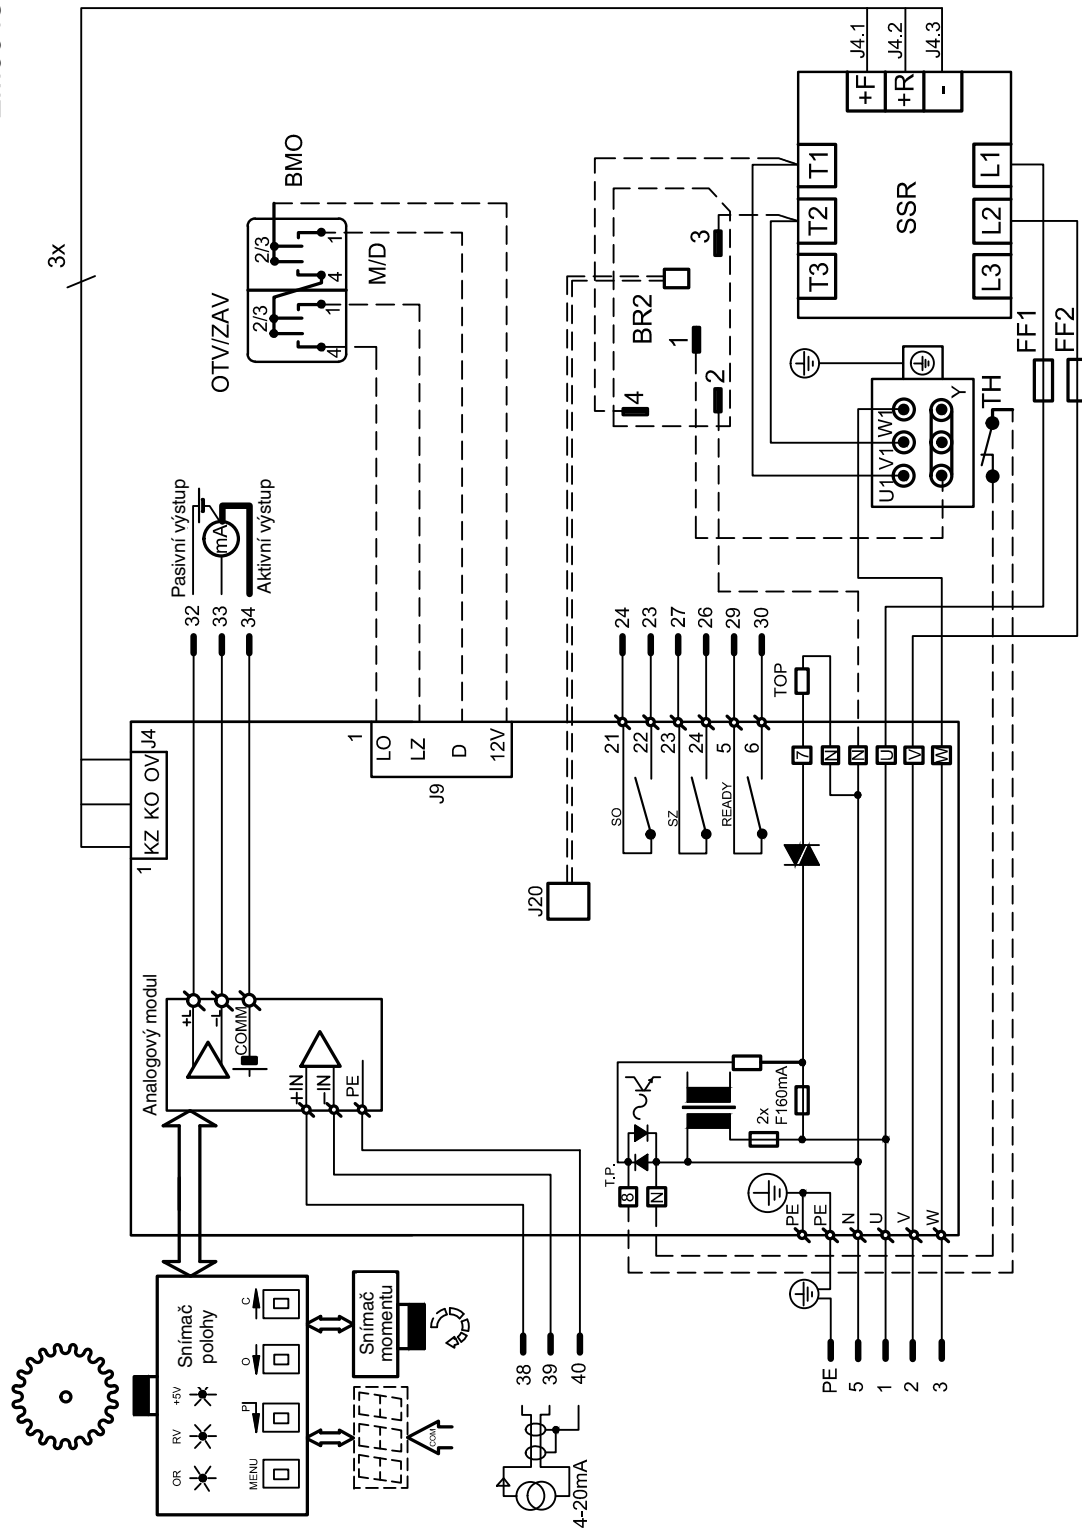 3x
J4.1
J4.2
J4.3
+F
+R
-
T1
T2
T3
SSR
L1
L2
L3
FF1
FF2
BMO
OTV/ZAV
M/D
2/3
2/3
1
4
1
4
BR2
1
2
3
4
U1
V1
W1
Y
TH
Pasivní výstup
mA
Aktivní výstup
32
33
34
J4
KZ KO OV
1
1
LO
LZ
D
12V
J9
24
23
27
26
29
30
21
22
23
24
5
6
SO
SZ
READY
TOP
7
N
N
U
V
W
J20
Analogový modul
+L
-L
COMM
+IN
-IN
PE
T.P.
8
N
2x
F160mA
PE
PE
N
U
V
W
PE
5
1
2
3
Snímač
polohy
+5V
RV
OR
MENU
P
O
C
Snímač
momentu
COM
38
39
40
4-20mA